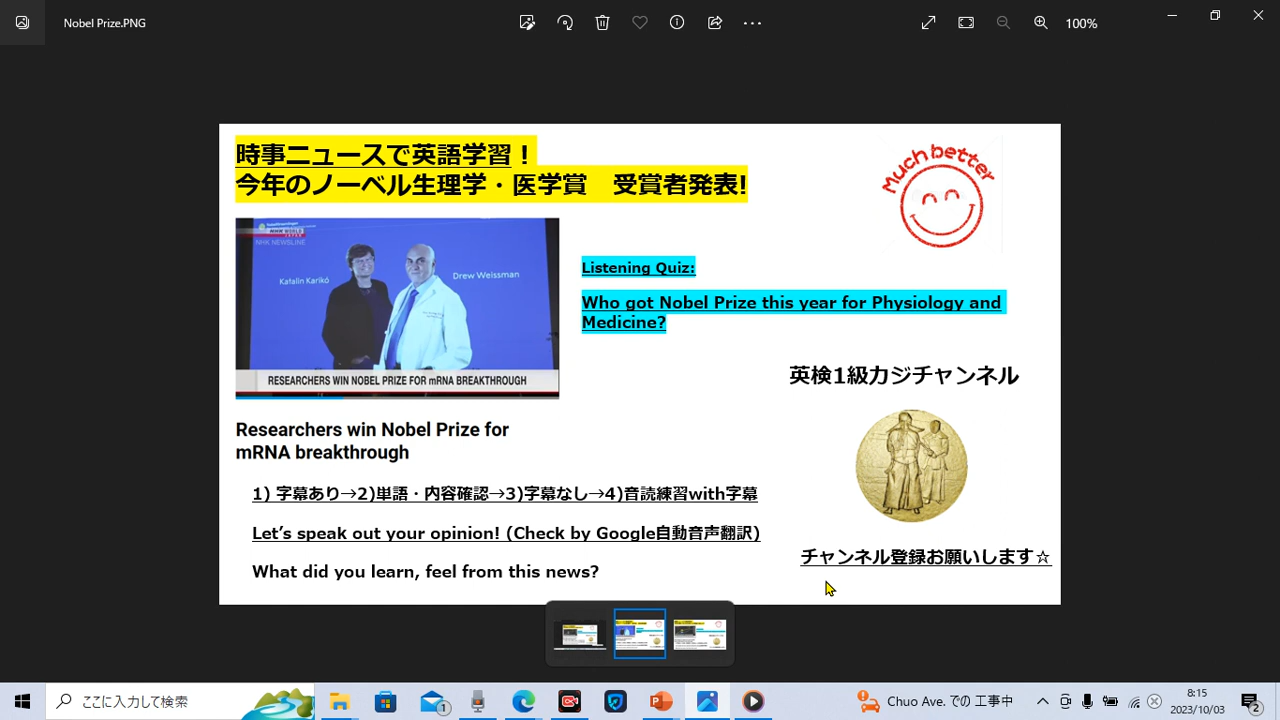 Nobel Prize.PNG
100%
時事ニュースで英語学習！
今年のノーベル生理学・医学賞　受賞者発表!
Much better
NHK WORLD
JAPAN
NHK NEWSLINE
Katalin Karikó
Drew Weissman
RESEARCHERS WIN NOBEL PRIZE FOR mRNA BREAKTHROUGH
Listening Quiz:
Who got Nobel Prize this year for Physiology and
Medicine?
英検1級カジチャンネル
Researchers win Nobel Prize for
mRNA breakthrough
1) 字幕あり→2)単語・内容確認→3)字幕なし→4)音読練習with字幕
Let’s speak out your opinion! (Check by Google自動音声翻訳)
What did you learn, feel from this news?
チャンネル登録お願いします☆
ここに入力して検索
1
Chuo Ave. での 工事中
8:15
2023/10/03
2